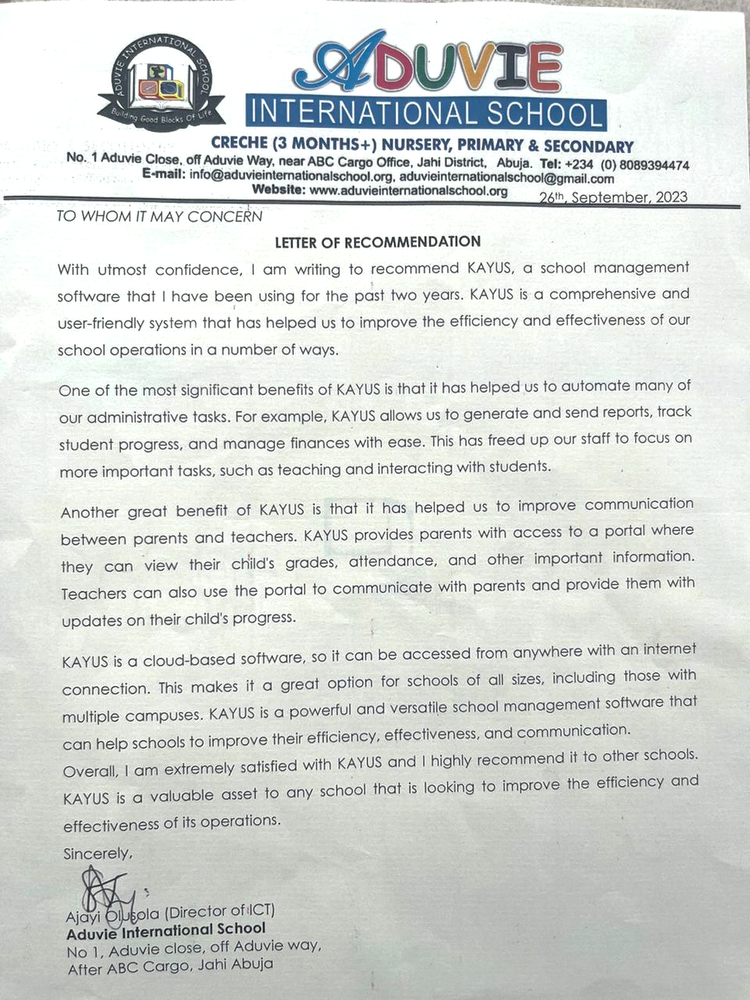 ADUVIE INTERNATIONAL SCHOOL
Building Good Blocks Of Life
ADUVIE
INTERNATIONAL SCHOOL
CRECHE (3 MONTHS+) NURSERY, PRIMARY & SECONDARY
No. 1 Aduvie Close, off Aduvie Way, near ABC Cargo Office, Jahi District, Abuja. Tel: +234 (0) 8089394474
E-mail: info@aduvieinternationalschool.org, aduvieinternationalschool@gmail.com
Website: www.aduvieinternationalschool.org
26th, September, 2023
TO WHOM IT MAY CONCERN
LETTER OF RECOMMENDATION
With utmost confidence, I am writing to recommend KAYUS, a school management
software that I have been using for the past two years. KAYUS is a comprehensive and
user-friendly system that has helped us to improve the efficiency and effectiveness of our
school operations in a number of ways.
One of the most significant benefits of KAYUS is that it has helped us to automate many of
our administrative tasks. For example, KAYUS allows us to generate and send reports, track
student progress, and manage finances with ease. This has freed up our staff to focus on
more important tasks, such as teaching and interacting with students.
Another great benefit of KAYUS is that it has helped us to improve communication
between parents and teachers. KAYUS provides parents with access to a portal where
they can view their child's grades, attendance, and other important information.
Teachers can also use the portal to communicate with parents and provide them with
updates on their child's progress.
KAYUS is a cloud-based software, so it can be accessed from anywhere with an internet
connection. This makes it a great option for schools of all sizes, including those with
multiple campuses. KAYUS is a powerful and versatile school management software that
can help schools to improve their efficiency, effectiveness, and communication.
Overall, I am extremely satisfied with KAYUS and I highly recommend it to other schools.
KAYUS is a valuable asset to any school that is looking to improve the efficiency and
effectiveness of its operations.
Sincerely,
Ajayi Olusola (Director of ICT)
Aduvie International School
No 1, Aduvie close, off Aduvie way,
After ABC Cargo, Jahi Abuja